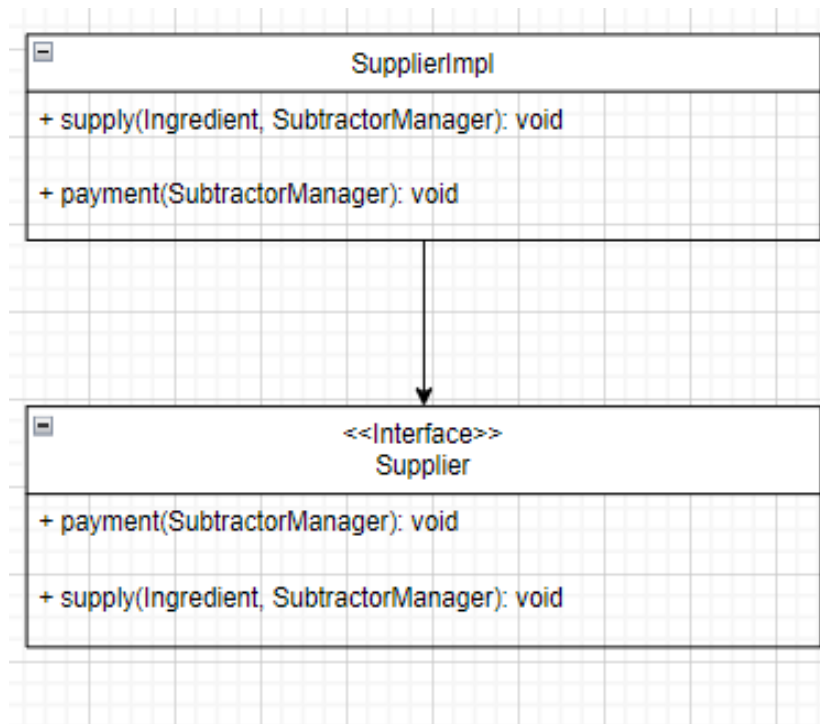 SupplierImpl
+ supply(Ingredient, SubtractorManager): void
+ payment(SubtractorManager): void
<<Interface>>
Supplier
+ payment(SubtractorManager): void
+ supply(Ingredient, SubtractorManager): void